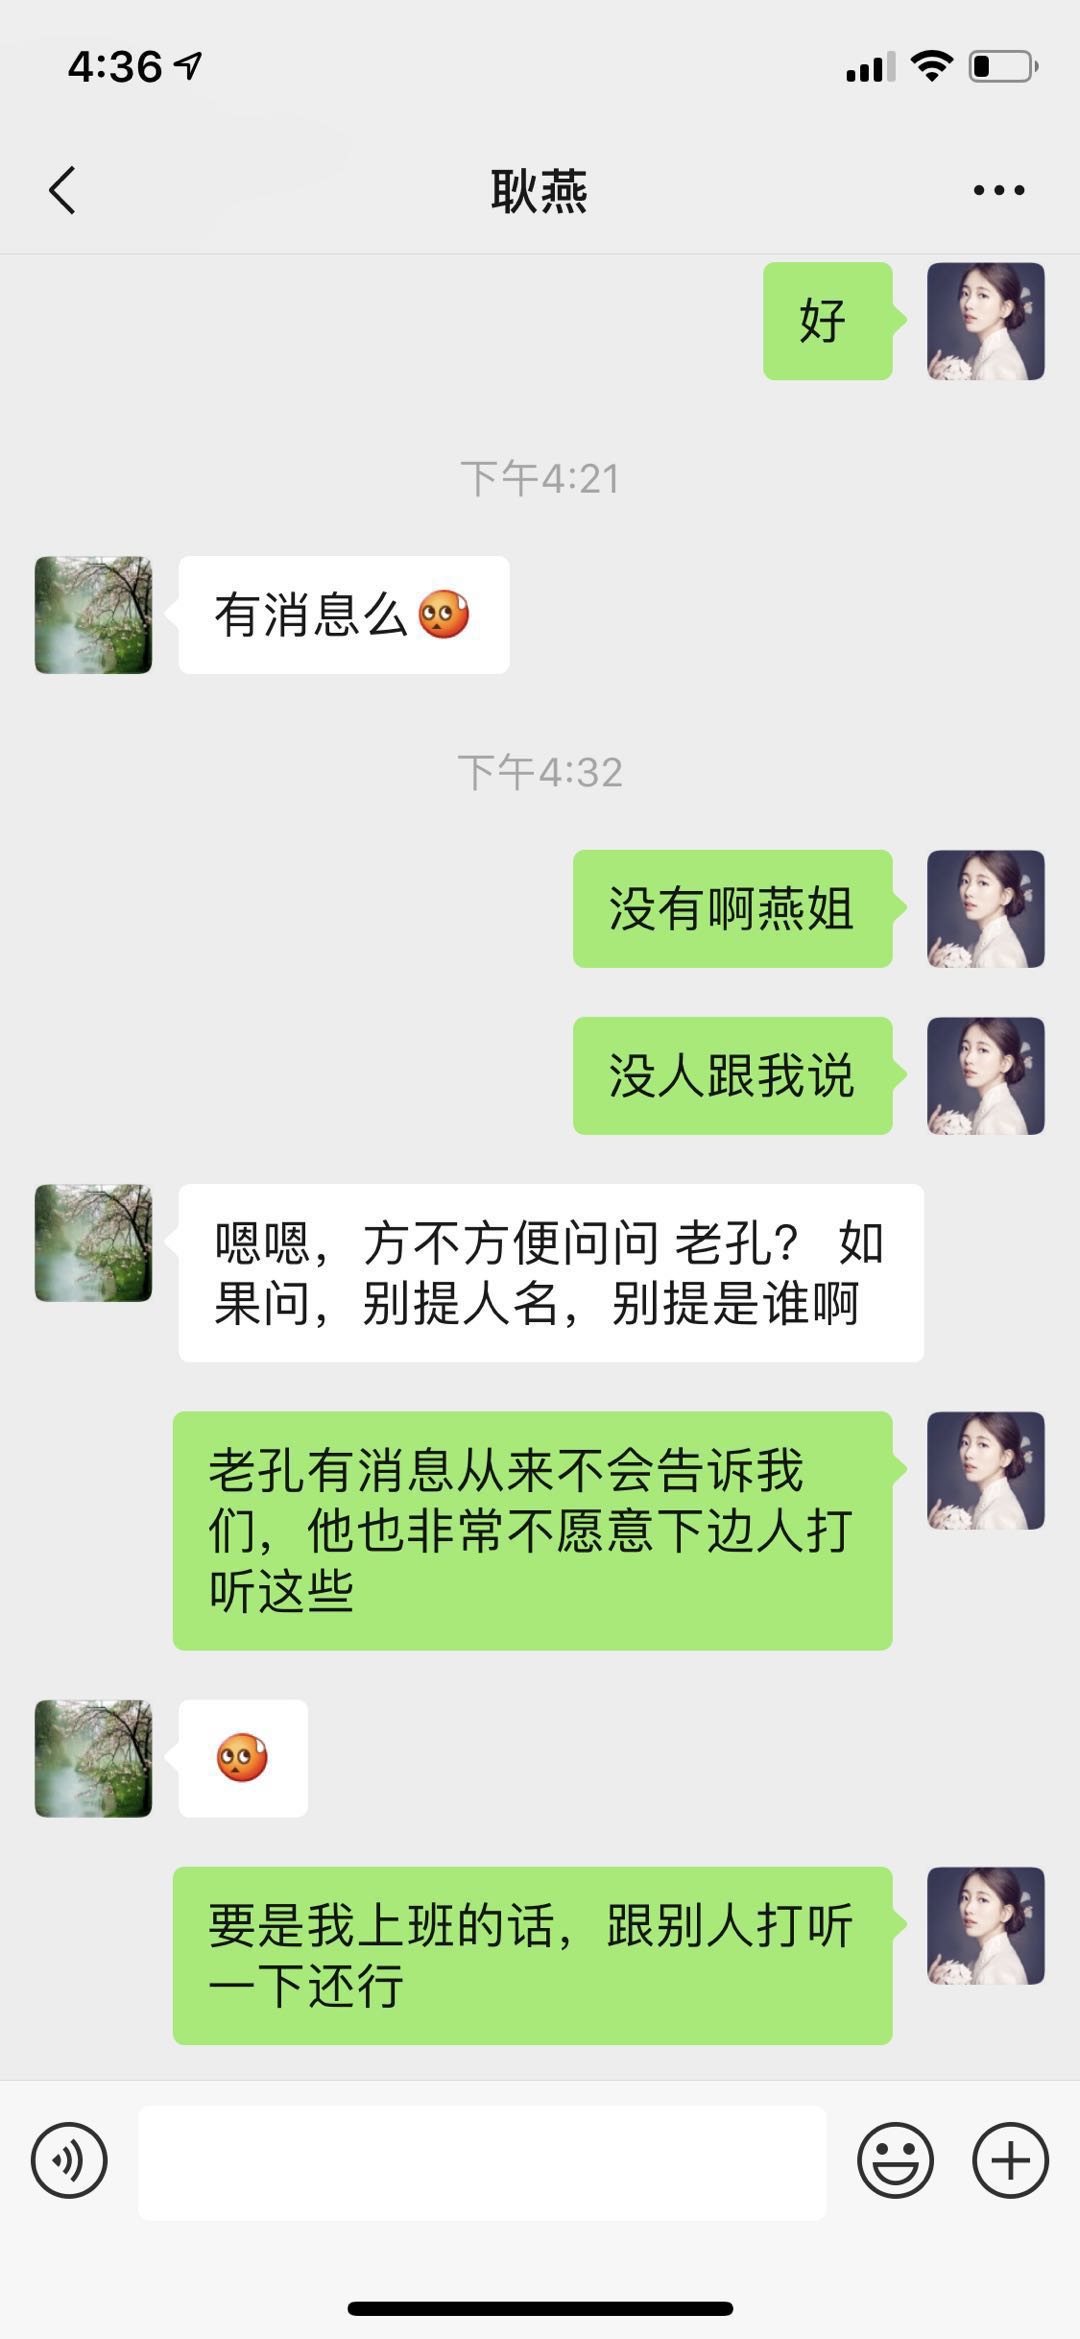 4:36
耿燕
好
下午4:21
有消息么
下午4:32
没有啊燕姐
没人跟我说
嗯嗯，方不方便问问 老孔？ 如
果问，别提人名，别提是谁啊
老孔有消息从来不会告诉我
们，他也非常不愿意下边人打
听这些
要是我上班的话，跟别人打听
一下还行